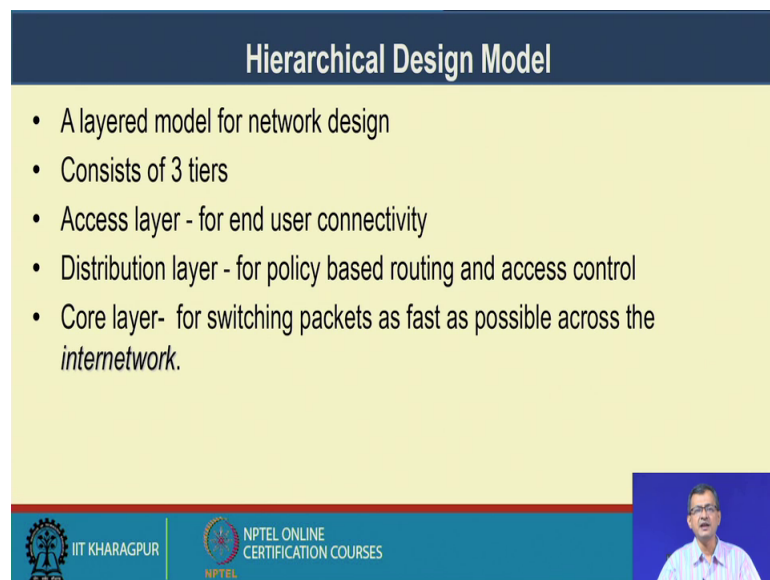 Hierarchical Design Model
• A layered model for network design
• Consists of 3 tiers
• Access layer - for end user connectivity
• Distribution layer - for policy based routing and access control
• Core layer- for switching packets as fast as possible across the
internetwork.
IIT KHARAGPUR
NPTEL
NPTEL ONLINE
CERTIFICATION COURSES